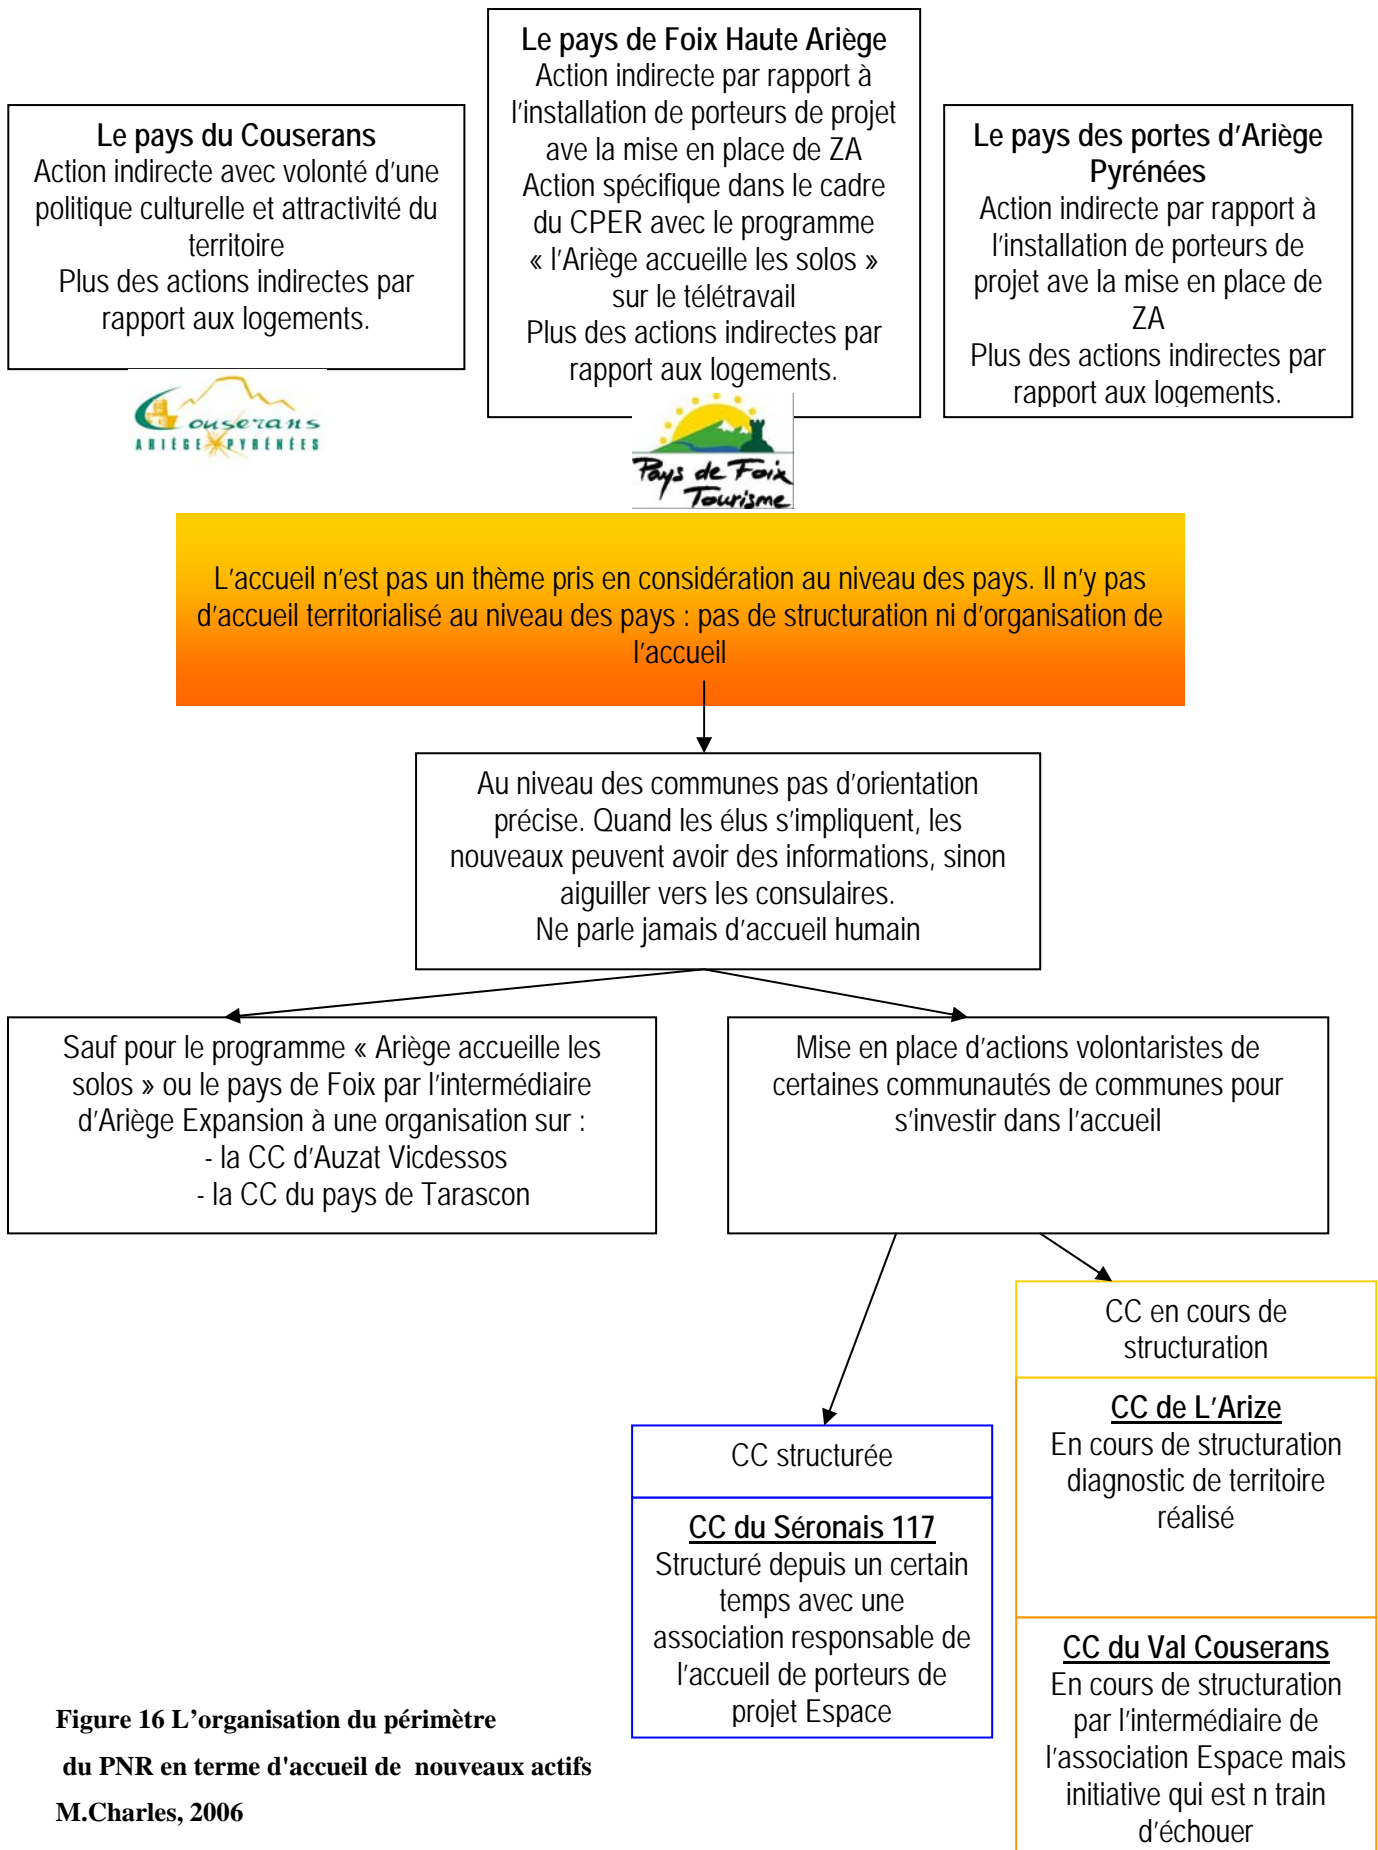 Le pays du Couserans
Action indirecte avec volonté d'une
politique culturelle et attractivité du
territoire
Plus des actions indirectes par
rapport aux logements.
Couserans
ARIÈGE PYRÉNÉES
Le pays de Foix Haute Ariège
Action indirecte par rapport à
l'installation de porteurs de projet
ave la mise en place de ZA
Action spécifique dans le cadre
du CPER avec le programme
« l'Ariège accueille les solos »
sur le télétravail
Plus des actions indirectes par
rapport aux logements.
Pays de Foix
Tourisme
Le pays des portes d'Ariège
Pyrénées
Action indirecte par rapport à
l'installation de porteurs de
projet ave la mise en place de
ZA
Plus des actions indirectes par
rapport aux logements.
L'accueil n'est pas un thème pris en considération au niveau des pays. Il n'y pas
d'accueil territorialisé au niveau des pays : pas de structuration ni d'organisation de
l'accueil
Au niveau des communes pas d'orientation
précise. Quand les élus s'impliquent, les
nouveaux peuvent avoir des informations, sinon
aiguiller vers les consulaires.
Ne parle jamais d'accueil humain
Sauf pour le programme « Ariège accueille les
solos » ou le pays de Foix par l'intermédiaire
d'Ariège Expansion à une organisation sur :
- la CC d'Auzat Vicdessos
- la CC du pays de Tarascon
Mise en place d'actions volontaristes de
certaines communautés de communes pour
s'investir dans l'accueil
CC structurée
CC du Séronais 117
Structuré depuis un certain
temps avec une
association responsable de
l'accueil de porteurs de
projet Espace
CC en cours de
structuration
CC de L'Arize
En cours de structuration
diagnostic de territoire
réalisé
CC du Val Couserans
En cours de structuration
par l'intermédiaire de
l'association Espace mais
initiative qui est n train
d'échouer
Figure 16 L'organisation du périmètre
du PNR en terme d'accueil de nouveaux actifs
M.Charles, 2006